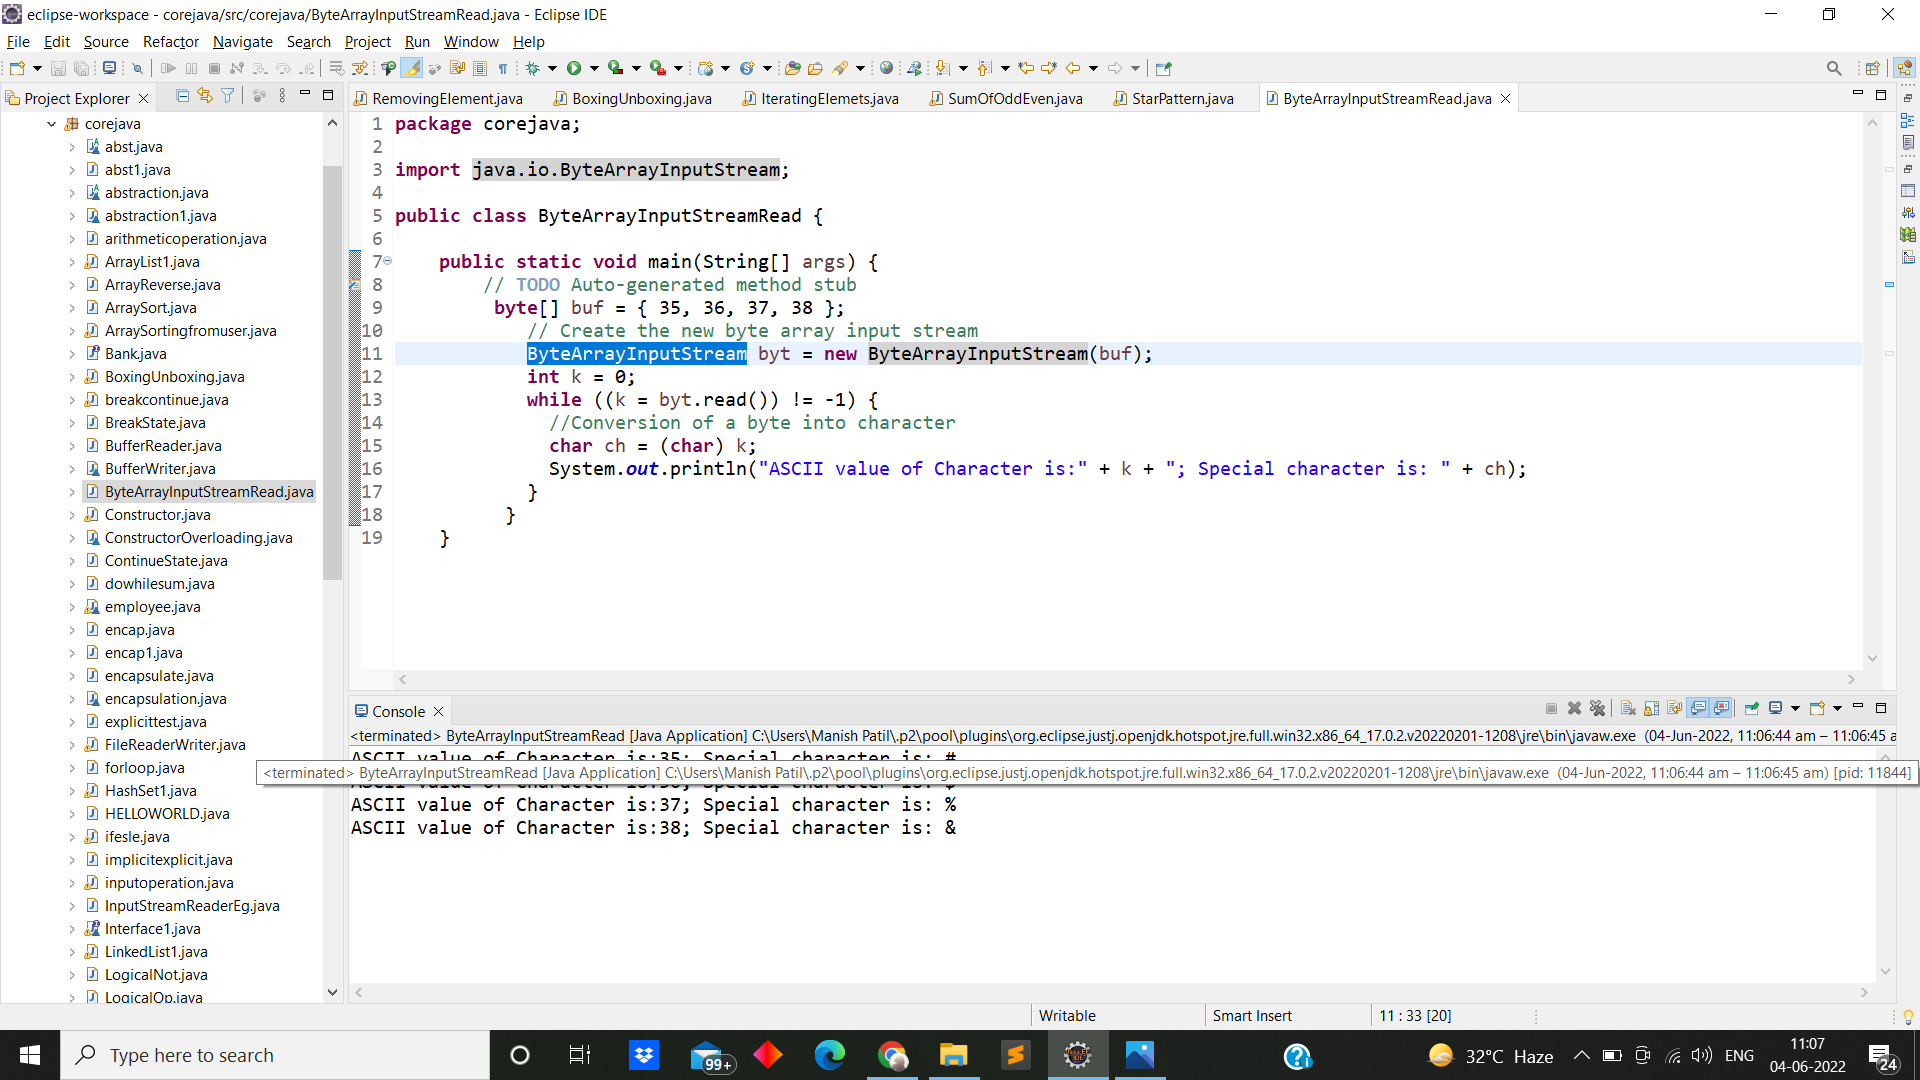 eclipse-workspace - corejava/src/corejava/ByteArrayInputStreamRead.java - Eclipse IDE
File Edit Source Refactor Navigate Search Project Run Window Help
Project Explorer
RemovingElement.java BoxingUnboxing.java IteratingElemets.java SumOfOddEven.java StarPattern.java ByteArrayInputStreamRead.java
corejava
abst.java
abst1.java
abstraction.java
abstraction1.java
arithmeticoperation.java
ArrayList1.java
ArrayReverse.java
ArraySort.java
ArraySortingfromuser.java
Bank.java
BoxingUnboxing.java
breakcontinue.java
BreakState.java
BufferReader.java
BufferWriter.java
ByteArrayInputStreamRead.java
Constructor.java
ConstructorOverloading.java
ContinueState.java
dowhilesum.java
employee.java
encap.java
encap1.java
encapsulate.java
encapsulation.java
explicittest.java
FileReaderWriter.java
forloop.java
HashSet1.java
HELLOWORLD.java
ifesle.java
implicitexplicit.java
inputoperation.java
InputStreamReaderEg.java
Interface1.java
LinkedList1.java
LogicalNot.java
LogicalOp.java
1 package corejava;
2
3 import java.io.ByteArrayInputStream;
4
5 public class ByteArrayInputStreamRead {
6
7 public static void main(String[] args) {
8 // TODO Auto-generated method stub
9 byte[] buf = { 35, 36, 37, 38 };
10 // Create the new byte array input stream
11 ByteArrayInputStream byt = new ByteArrayInputStream(buf);
12 int k = 0;
13 while ((k = byt.read()) != -1) {
14 //Conversion of a byte into character
15 char ch = (char) k;
16 System.out.println("ASCII value of Character is:" + k + "; Special character is: " + ch);
17 }
18 }
19 }
Console
<terminated> ByteArrayInputStreamRead [Java Application] C:\Users\Manish Patil\.p2\pool\plugins\org.eclipse.justj.openjdk.hotspot.jre.full.win32.x86_64_17.0.2.v20220201-1208\jre\bin\javaw.exe (04-Jun-2022, 11:06:44 am – 11:06:45 a
ASCII value of Character is:35; Special character is: #
<terminated> ByteArrayInputStreamRead [Java Application] C:\Users\Manish Patil\.p2\pool\plugins\org.eclipse.justj.openjdk.hotspot.jre.full.win32.x86_64_17.0.2.v20220201-1208\jre\bin\javaw.exe (04-Jun-2022, 11:06:44 am – 11:06:45 am) [pid: 11844]
ASCII value of Character is:36; Special character is: $
ASCII value of Character is:37; Special character is: %
ASCII value of Character is:38; Special character is: &
Writable Smart Insert 11 : 33 [20]
Type here to search
99+
32°C Haze
ENG
11:07
04-06-2022
24